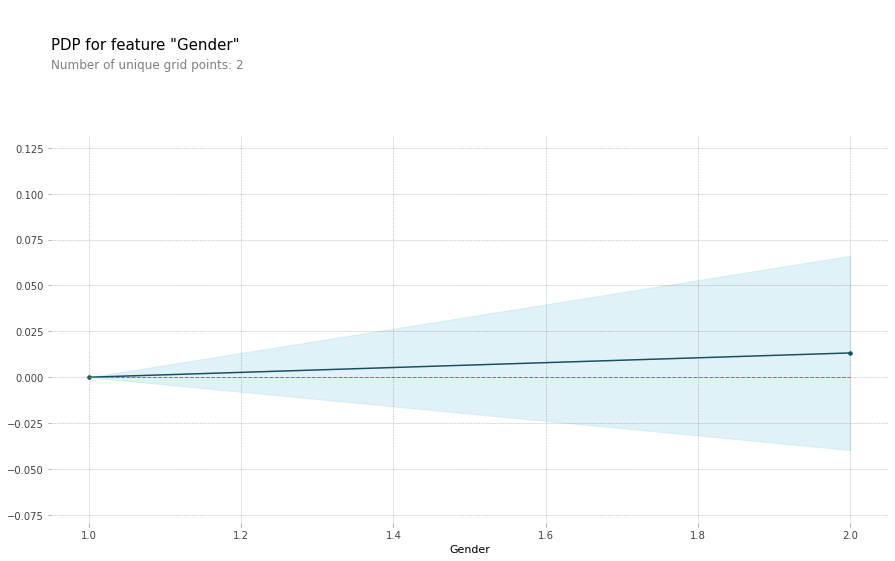 PDP for feature "Gender"
Number of unique grid points: 2
0.125
0.100
0.075
0.050
0.025
0.000
−0.025
−0.050
−0.075
1.0 1.2 1.4 1.6 1.8 2.0
Gender